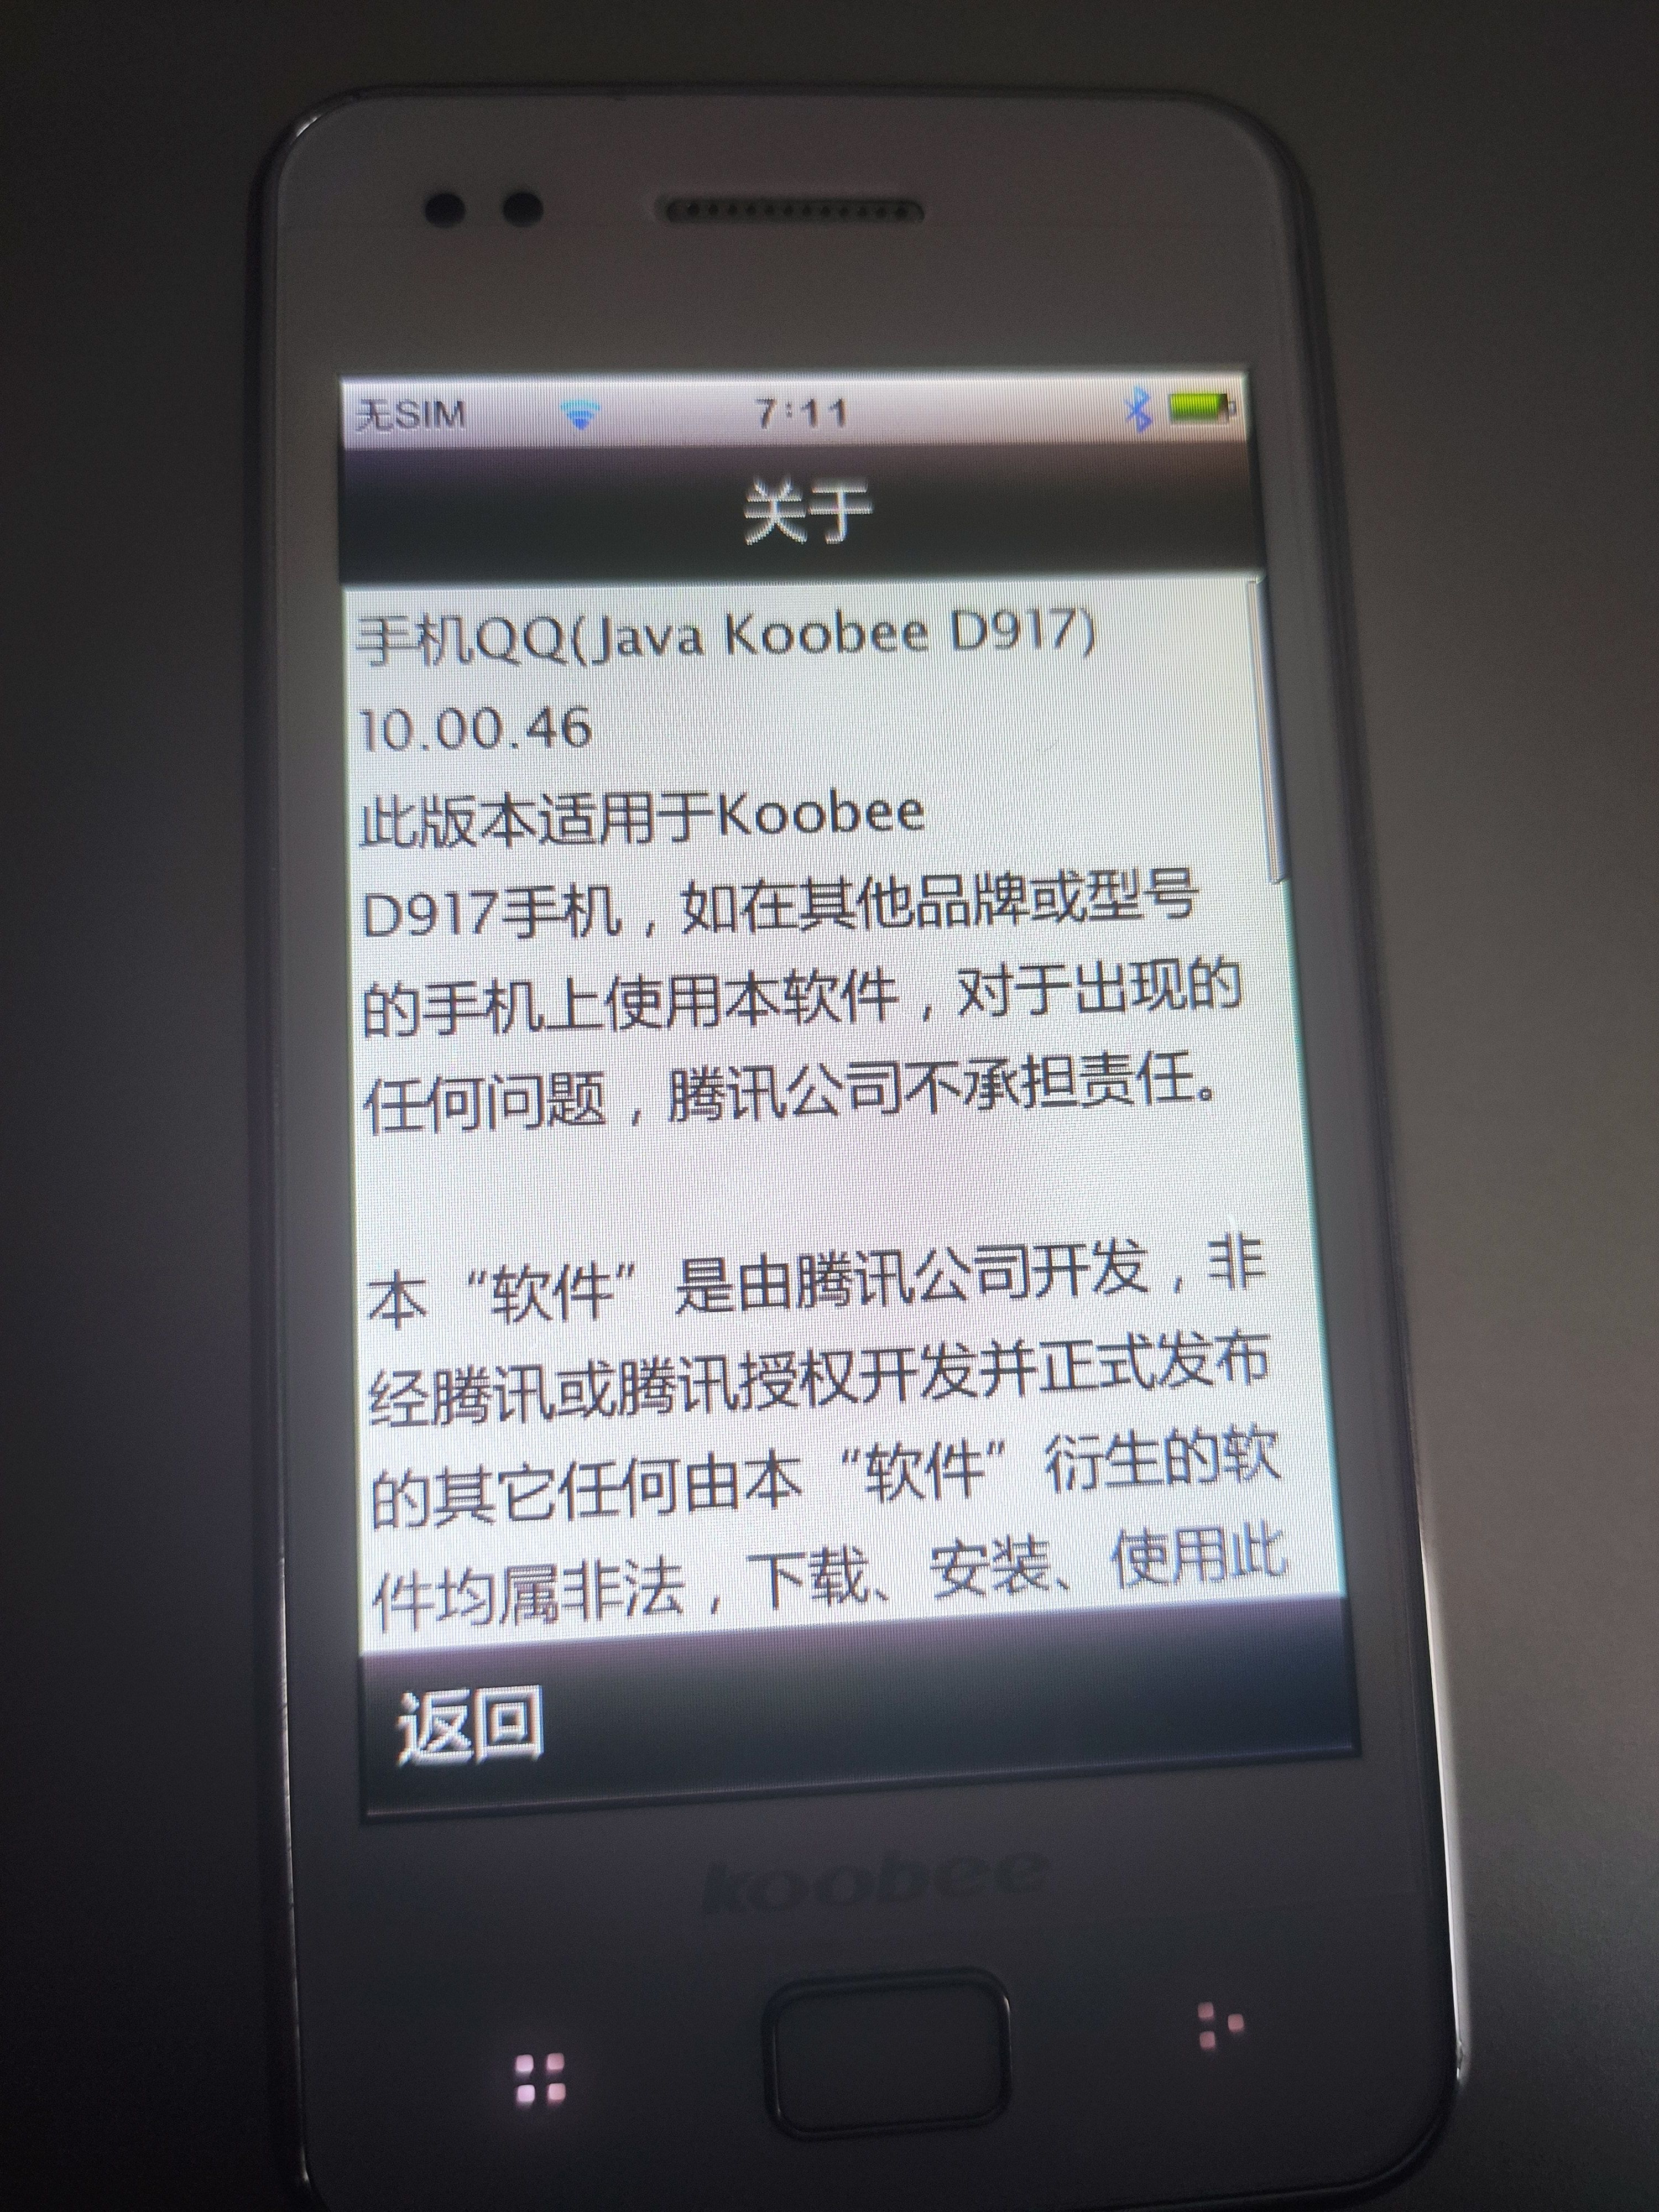 无SIM 7:11
关于
手机QQ(Java Koobee D917)
10.00.46
此版本适用于Koobee
D917手机，如在其他品牌或型号
的手机上使用本软件，对于出现的
任何问题，腾讯公司不承担责任。
本“软件”是由腾讯公司开发，非
经腾讯或腾讯授权开发并正式发布
的其它任何由本“软件”衍生的软
件均属非法，下载、安装、使用此
返回
koobee